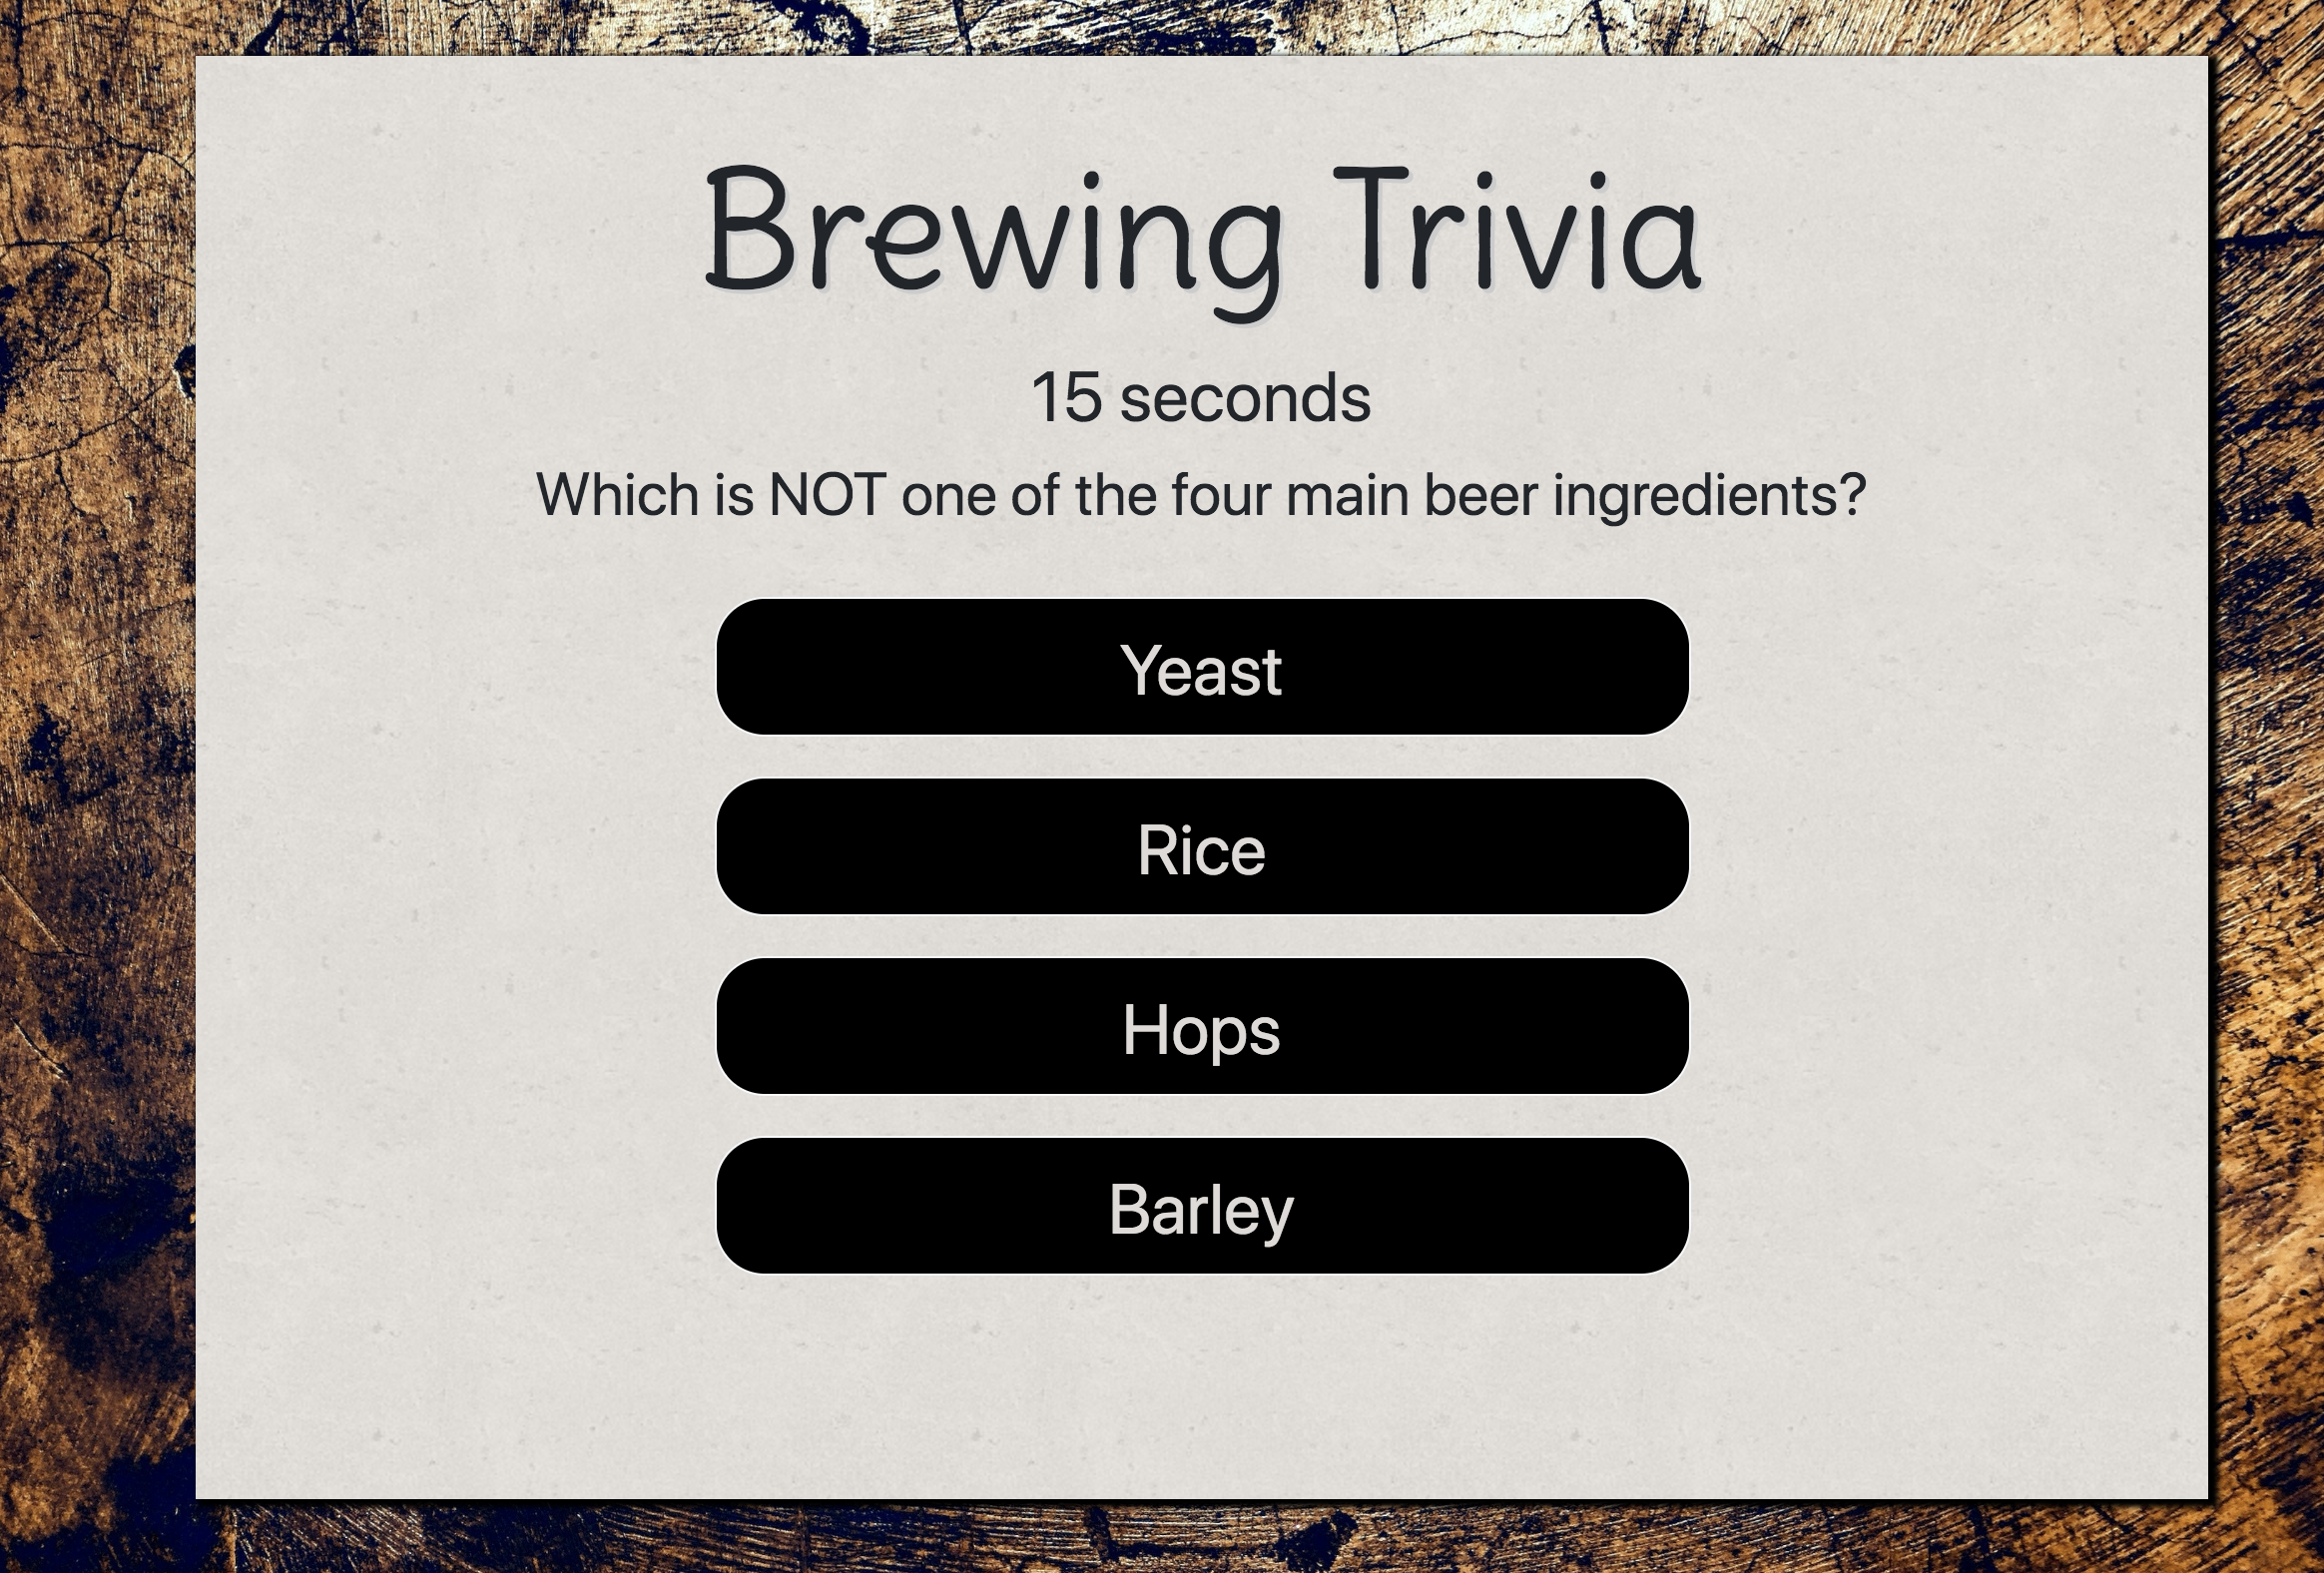 Brewing Trivia
15 seconds
Which is NOT one of the four main beer ingredients?
Yeast
Rice
Hops
Barley